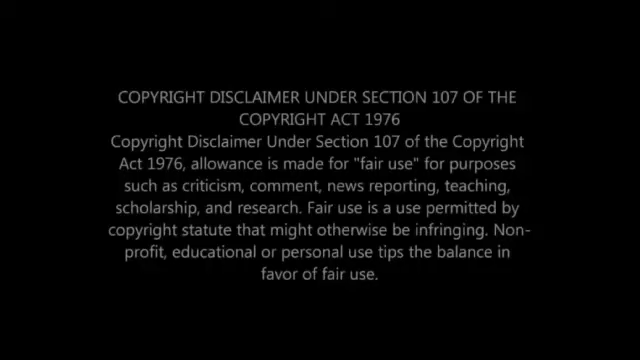 COPYRIGHT DISCLAIMER UNDER SECTION 107 OF THE
COPYRIGHT ACT 1976
Copyright Disclaimer Under Section 107 of the Copyright
Act 1976, allowance is made for "fair use" for purposes
such as criticism, comment, news reporting, teaching,
scholarship, and research. Fair use is a use permitted by
copyright statute that might otherwise be infringing. Non-
profit, educational or personal use tips the balance in
favor of fair use.